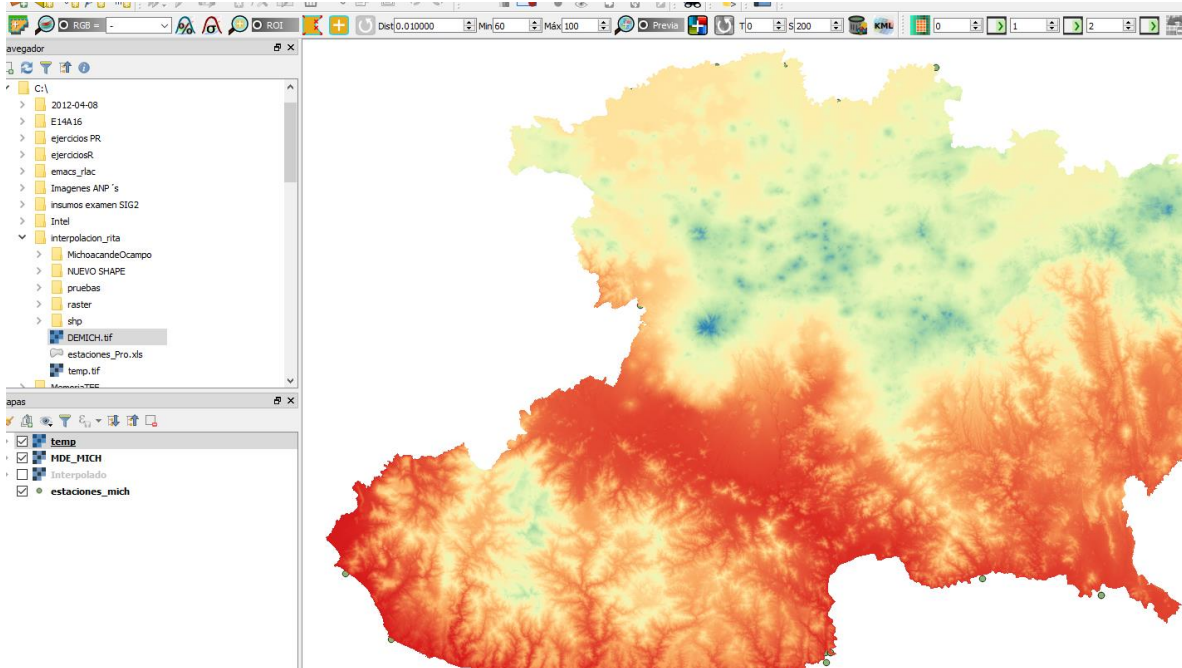 RGB = -
ROI
Dist 0.010000
Min 60
Máx 100
Previa
T 0
S 200
KML
0
1
2
avegador
C:\
2012-04-08
E14A16
ejercicios PR
ejerciciosR
emacs_rlac
Imagenes ANP ´s
insumos examen SIG2
Intel
interpolacion_rita
MichoacandeOcampo
NUEVO SHAPE
pruebas
raster
shp
DEMICH.tif
estaciones_Pro.xls
temp.tif
apas
temp
MDE_MICH
Interpolado
estaciones_mich